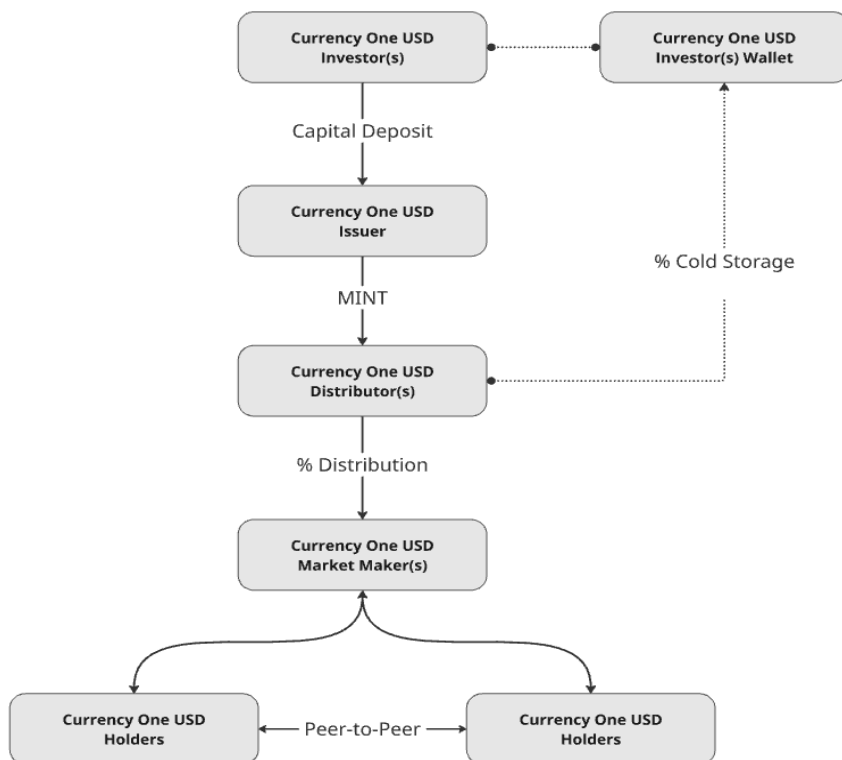 Currency One USD
Investor(s)
Currency One USD
Investor(s) Wallet
Capital Deposit
Currency One USD
Issuer
% Cold Storage
MINT
Currency One USD
Distributor(s)
% Distribution
Currency One USD
Market Maker(s)
Currency One USD
Holders
Peer-to-Peer
Currency One USD
Holders